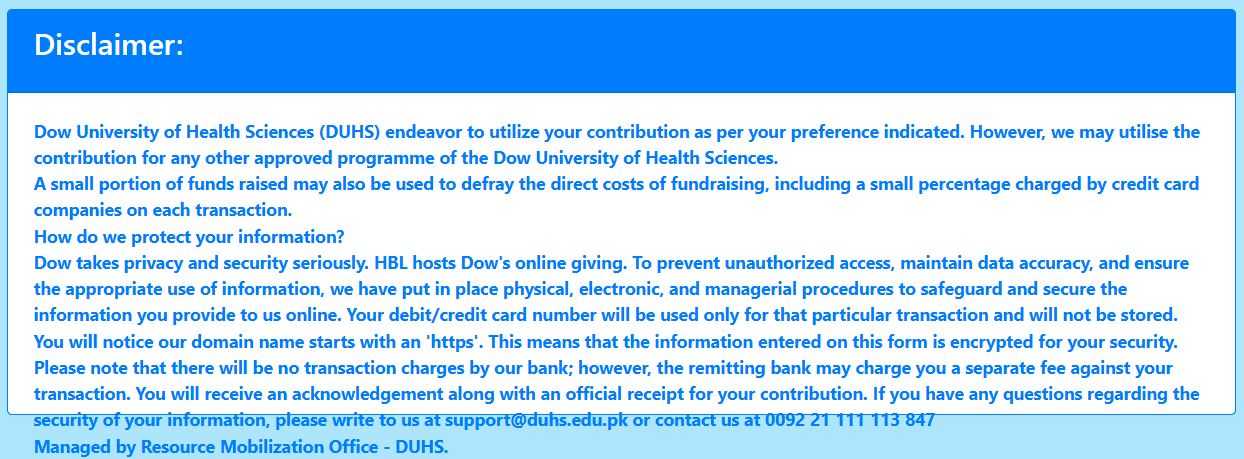 Disclaimer:
Dow University of Health Sciences (DUHS) endeavor to utilize your contribution as per your preference indicated. However, we may utilise the
contribution for any other approved programme of the Dow University of Health Sciences.
A small portion of funds raised may also be used to defray the direct costs of fundraising, including a small percentage charged by credit card
companies on each transaction.
How do we protect your information?
Dow takes privacy and security seriously. HBL hosts Dow's online giving. To prevent unauthorized access, maintain data accuracy, and ensure
the appropriate use of information, we have put in place physical, electronic, and managerial procedures to safeguard and secure the
information you provide to us online. Your debit/credit card number will be used only for that particular transaction and will not be stored.
You will notice our domain name starts with an 'https'. This means that the information entered on this form is encrypted for your security.
Please note that there will be no transaction charges by our bank; however, the remitting bank may charge you a separate fee against your
transaction. You will receive an acknowledgement along with an official receipt for your contribution. If you have any questions regarding the
security of your information, please write to us at support@duhs.edu.pk or contact us at 0092 21 111 113 847
Managed by Resource Mobilization Office - DUHS.